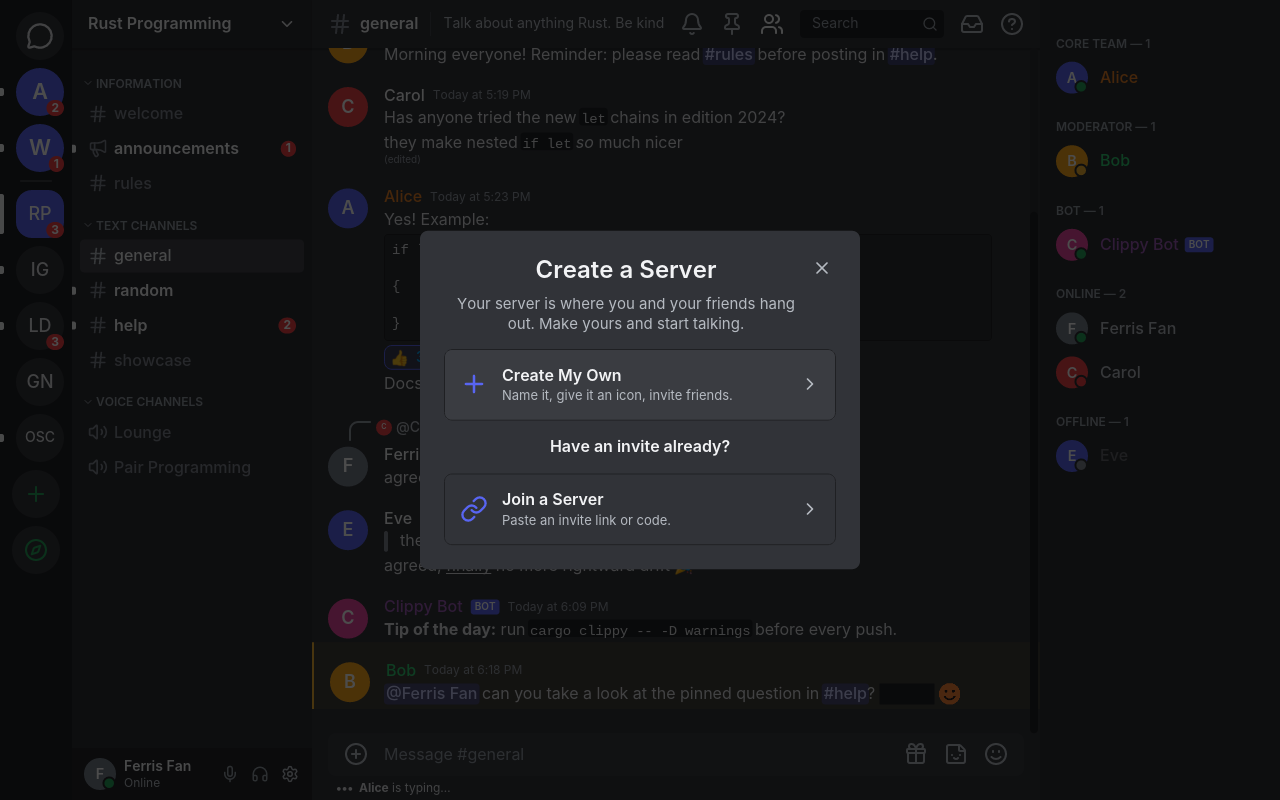 A
2
W
1
RP
3
IG
LD
3
GN
OSC
Rust Programming
INFORMATION
welcome
announcements
1
rules
TEXT CHANNELS
general
random
help
2
showcase
VOICE CHANNELS
Lounge
Pair Programming
F
Ferris Fan
Online
general
Talk about anything Rust. Be kind
Search
Morning everyone! Reminder: please read #rules before posting in #help.
C
Carol Today at 5:19 PM
Has anyone tried the new let chains in edition 2024?
they make nested if let so much nicer
(edited)
A
Alice Today at 5:23 PM
Yes! Example:
if
{
}
Docs
C @C
F
Ferri
agre
E
Eve
the
agreed, finally no more rightward drift
C
Clippy Bot BOT Today at 6:09 PM
Tip of the day: run cargo clippy -- -D warnings before every push.
B
Bob Today at 6:18 PM
@Ferris Fan can you take a look at the pinned question in #help?
Message #general
Alice is typing...
Create a Server
Your server is where you and your friends hang
out. Make yours and start talking.
Create My Own
Name it, give it an icon, invite friends.
Have an invite already?
Join a Server
Paste an invite link or code.
CORE TEAM — 1
A
Alice
MODERATOR — 1
B
Bob
BOT — 1
C
Clippy Bot BOT
ONLINE — 2
F
Ferris Fan
C
Carol
OFFLINE — 1
E
Eve